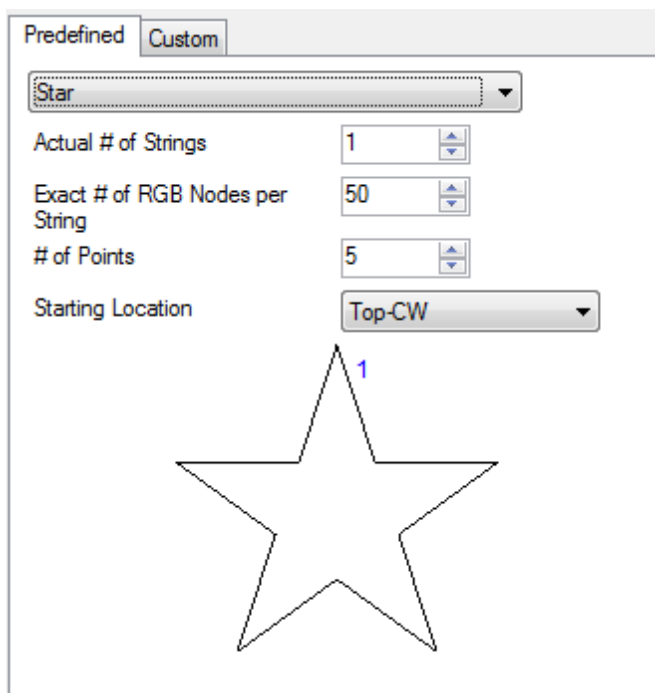 Predefined Custom
Star
Actual # of Strings 1
Exact # of RGB Nodes per 50
String
# of Points 5
Starting Location Top-CW
1